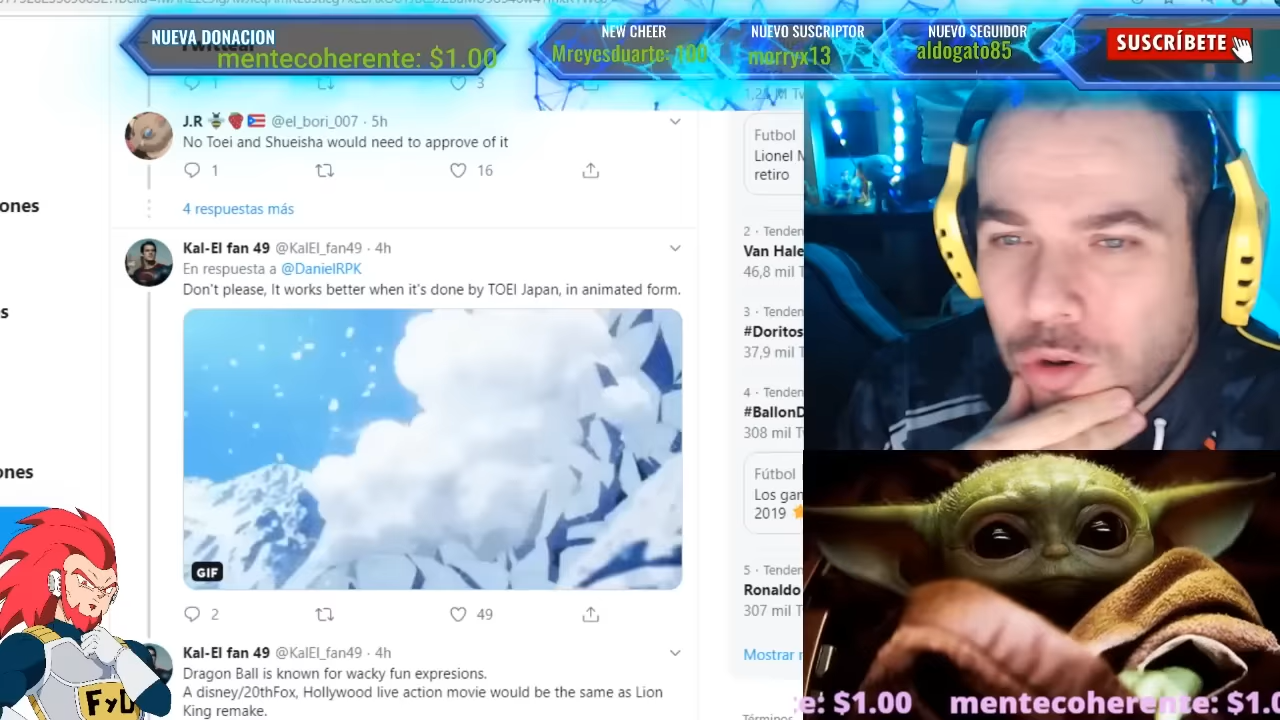 NUEVA DONACION
mentecoherente: $1.00
NEW CHEER
Mrcyesduarte: 100
NUEVO SUSCRIPTOR
morryx13
NUEVO SEGUIDOR
aldogato85
SUSCRÍBETE
1
3
J.R @el_bori_007 · 5h
No Toei and Shueisha would need to approve of it
1
16
4 respuestas más
Kal-El fan 49 @KalEl_fan49 · 4h
En respuesta a @DanielRPK
Don't please, It works better when it's done by TOEI Japan, in animated form.
GIF
2
49
Kal-El fan 49 @KalEl_fan49 · 4h
Dragon Ball is known for wacky fun expresions.
A disney/20thFox, Hollywood live action movie would be the same as Lion
King remake.
ones
s
ones
FyD
Futbol
Lionel M
retiro
2 · Tenden
Van Hale
46,8 mil T
3 · Tenden
#Doritos
37,9 mil T
4 · Tenden
#BallonD
308 mil T
Fútbol
Los gan
2019
5 · Tenden
Ronaldo
307 mil T
Mostrar
Términos
e: $1.00 mentecoherente: $1.0